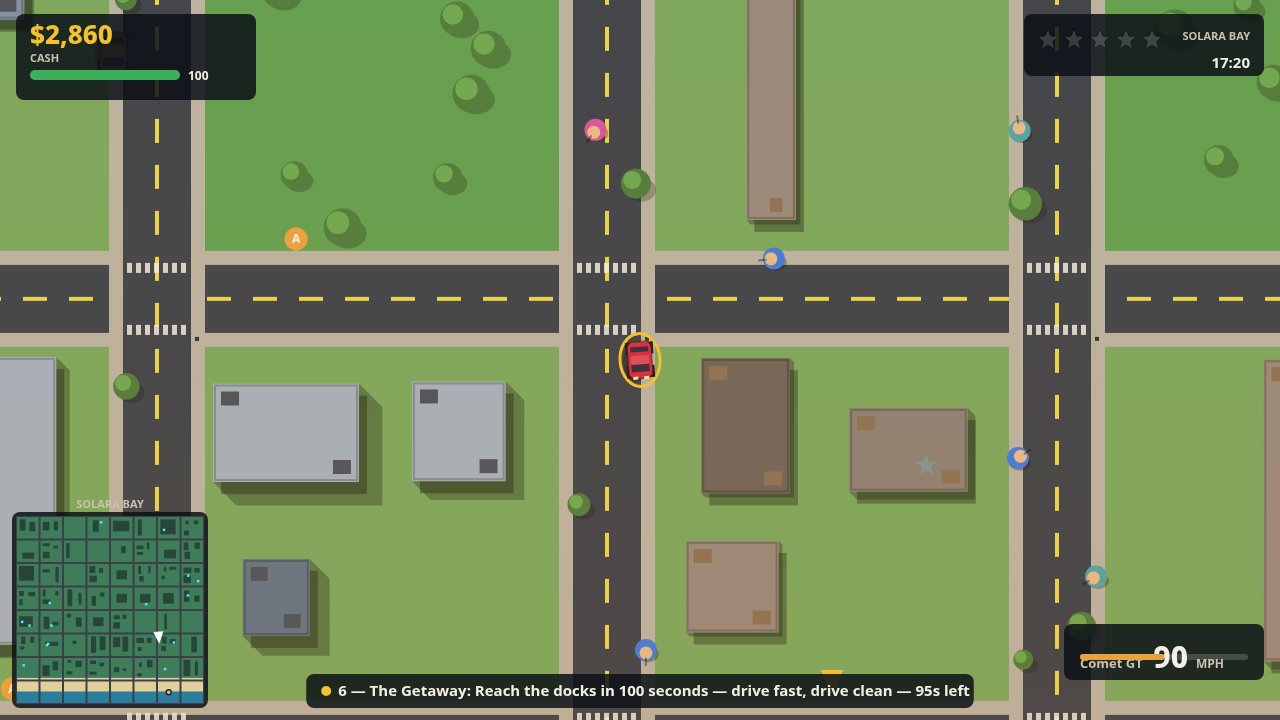 $2,860
CASH
100
SOLARA BAY
17:20
A
SOLARA BAY
Comet GT 90 MPH
6 — The Getaway: Reach the docks in 100 seconds — drive fast, drive clean — 95s left